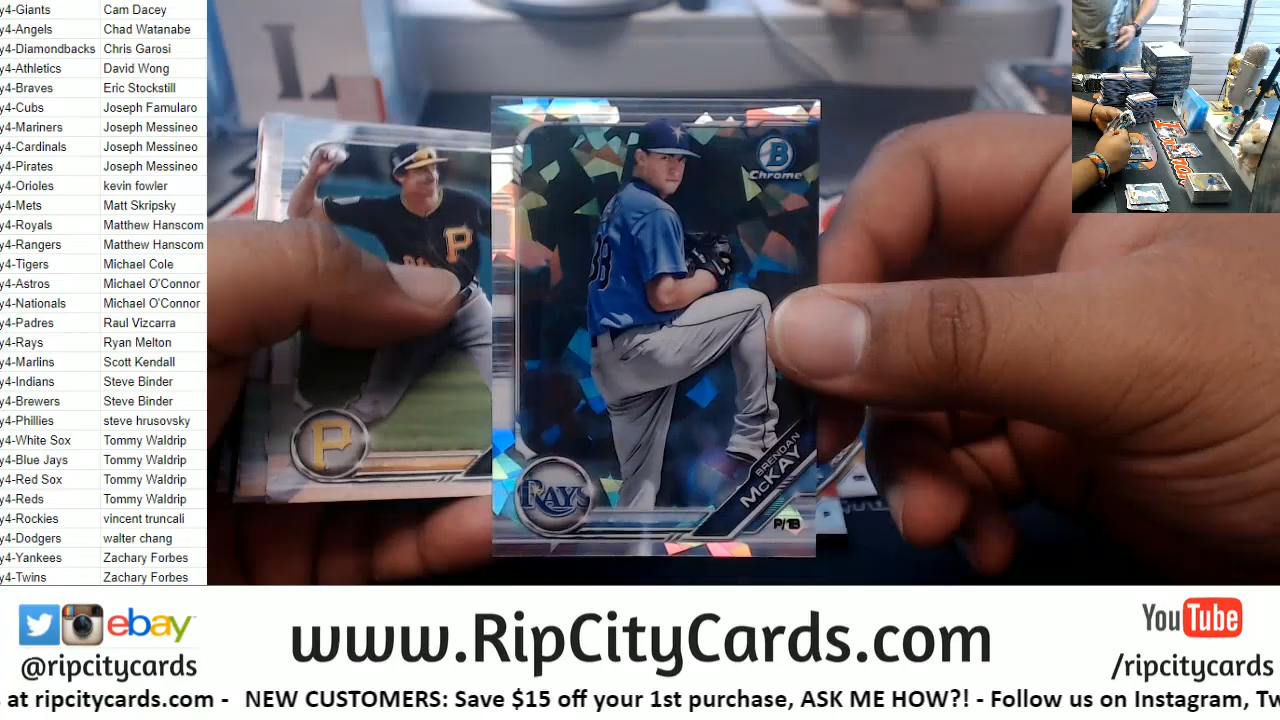 y4-Giants Cam Dacey
y4-Angels Chad Watanabe
y4-Diamondbacks Chris Garosi
y4-Athletics David Wong
y4-Braves Eric Stockstill
y4-Cubs Joseph Famularo
y4-Mariners Joseph Messineo
y4-Cardinals Joseph Messineo
y4-Pirates Joseph Messineo
y4-Orioles kevin fowler
y4-Mets Matt Skripsky
y4-Royals Matthew Hanscom
y4-Rangers Matthew Hanscom
y4-Tigers Michael Cole
y4-Astros Michael O'Connor
y4-Nationals Michael O'Connor
y4-Padres Raul Vizcarra
y4-Rays Ryan Melton
y4-Marlins Scott Kendall
y4-Indians Steve Binder
y4-Brewers Steve Binder
y4-Phillies steve hrusovsky
y4-White Sox Tommy Waldrip
y4-Blue Jays Tommy Waldrip
y4-Red Sox Tommy Waldrip
y4-Reds Tommy Waldrip
y4-Rockies vincent truncali
y4-Dodgers walter chang
y4-Yankees Zachary Forbes
y4-Twins Zachary Forbes
P
P
B
Chrome
38
RAYS
BRENDAN
McKAY
P/1B
ebay
@ripcitycards
www.RipCityCards.com
YouTube
/ripcitycards
s at ripcitycards.com - NEW CUSTOMERS: Save $15 off your 1st purchase, ASK ME HOW?! - Follow us on Instagram, Tw